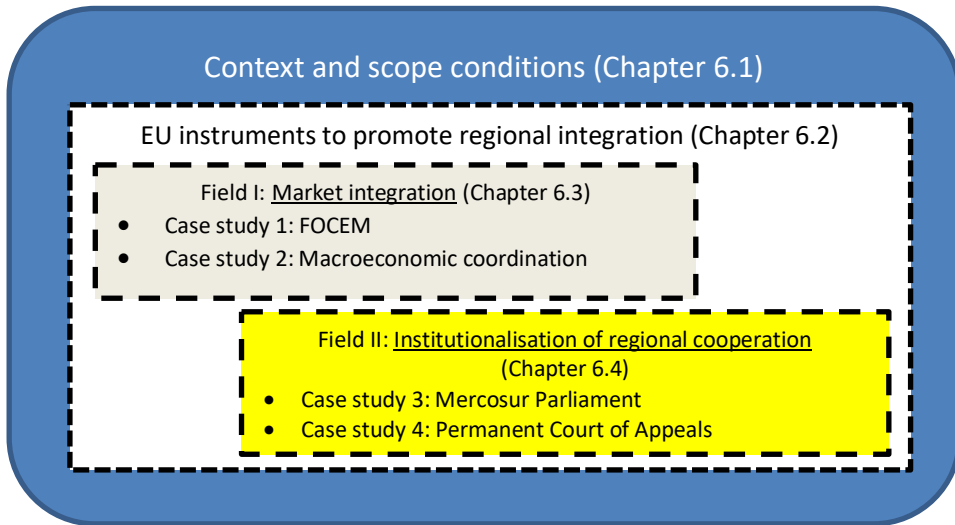 Context and scope conditions (Chapter 6.1)
EU instruments to promote regional integration (Chapter 6.2)
Field I: Market integration (Chapter 6.3)
• Case study 1: FOCEM
• Case study 2: Macroeconomic coordination
Field II: Institutionalisation of regional cooperation
(Chapter 6.4)
• Case study 3: Mercosur Parliament
• Case study 4: Permanent Court of Appeals